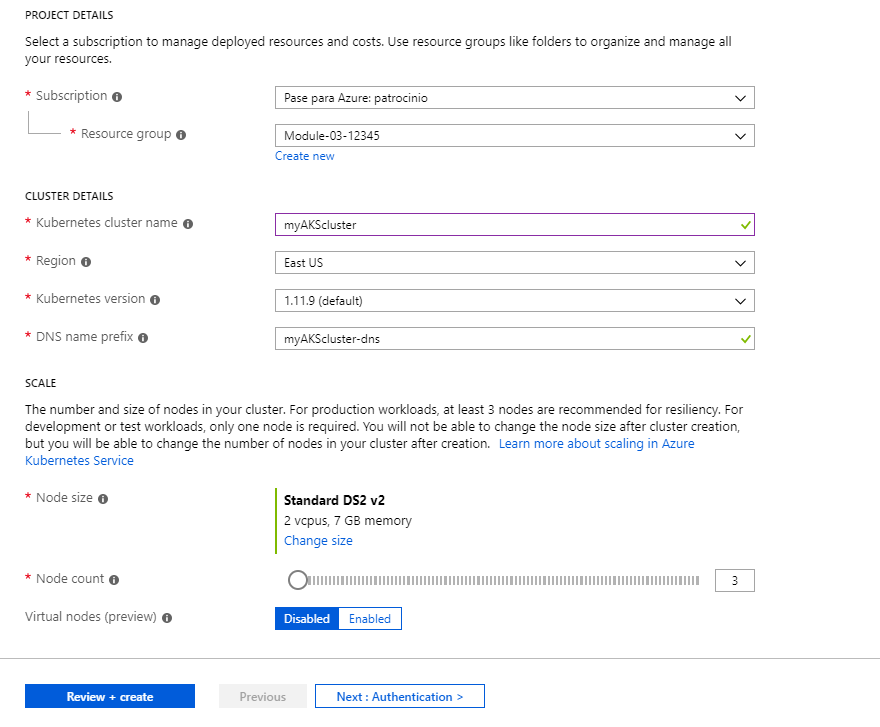 PROJECT DETAILS
Select a subscription to manage deployed resources and costs. Use resource groups like folders to organize and manage all
your resources.
* Subscription
Pase para Azure: patrocinio
* Resource group
Module-03-12345
Create new
CLUSTER DETAILS
* Kubernetes cluster name
myAKScluster
* Region
East US
* Kubernetes version
1.11.9 (default)
* DNS name prefix
myAKScluster-dns
SCALE
The number and size of nodes in your cluster. For production workloads, at least 3 nodes are recommended for resiliency. For
development or test workloads, only one node is required. You will not be able to change the node size after cluster creation,
but you will be able to change the number of nodes in your cluster after creation. Learn more about scaling in Azure
Kubernetes Service
* Node size
Standard DS2 v2
2 vcpus, 7 GB memory
Change size
* Node count
3
Virtual nodes (preview)
Disabled Enabled
Review + create Previous Next : Authentication >